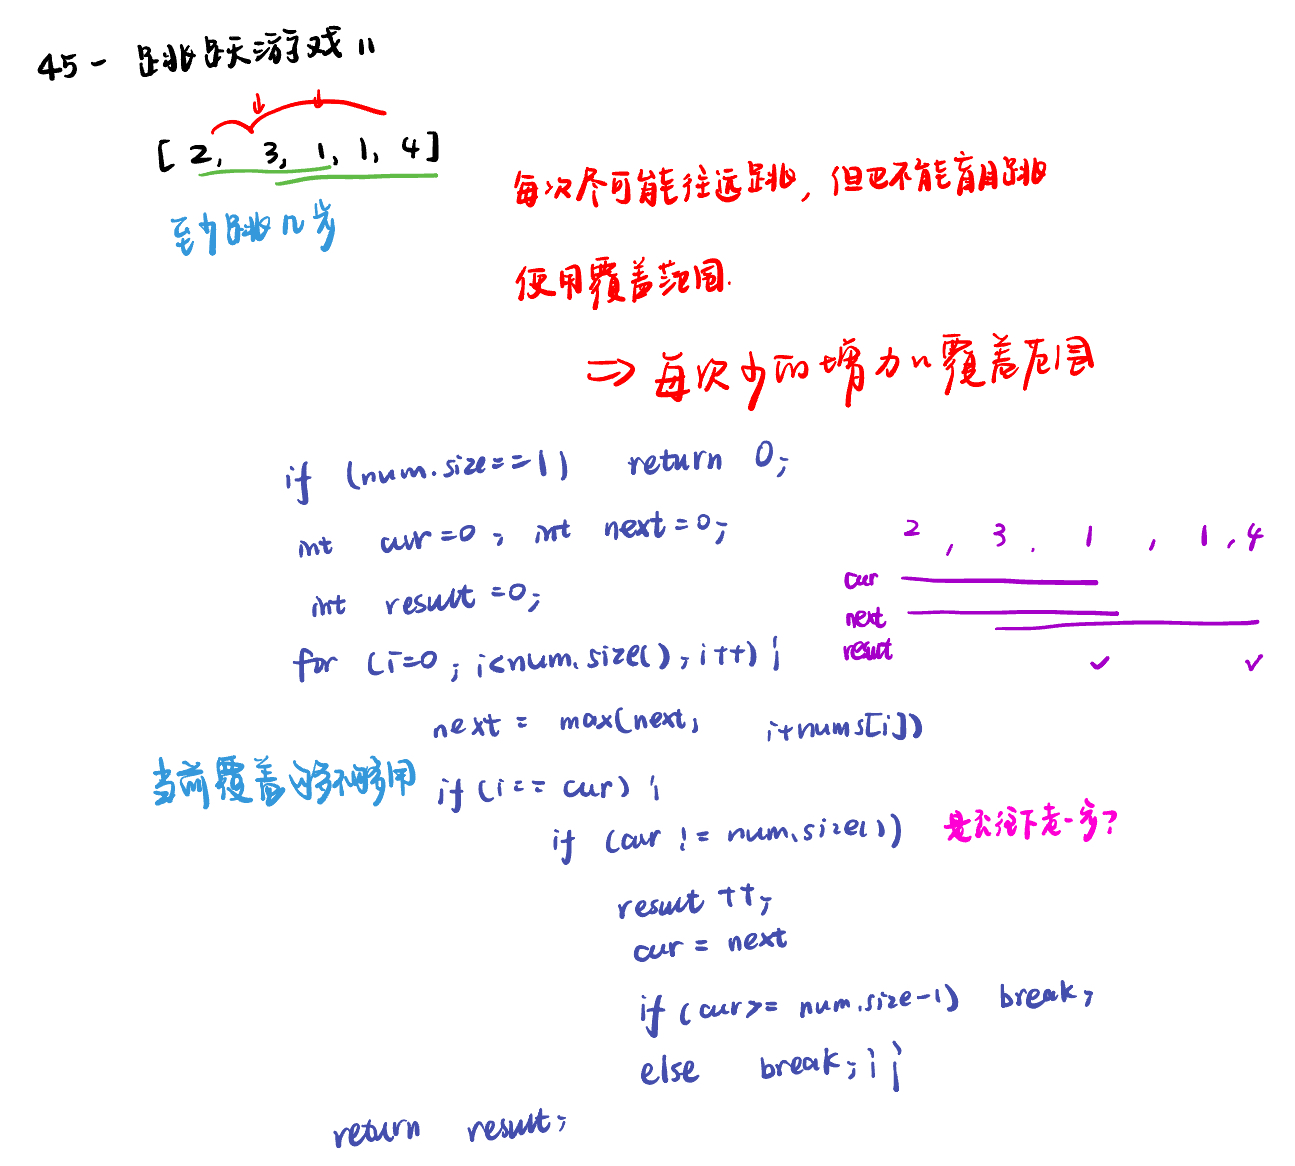 45 - 跳跃游戏 II
[ 2, 3, 1, 1, 4 ]
至少跳几步
每次尽可能往远跳, 但也不能盲目跳
使用覆盖范围.
⇒ 每次少的增加覆盖范围
if (num.size==1) return 0;
int cur=0; int next=0;
int result=0;
for (i=0; i<num.size(); i++) {
next = max(next, i+nums[i])
当前覆盖够不够用
if (i == cur) {
if (cur != num.size()) 是否往下走一步?
result ++;
cur = next
if (cur>= num.size-1) break;
else break; } }
return result;
2, 3, 1, 1, 4
cur
next
result ✓ ✓